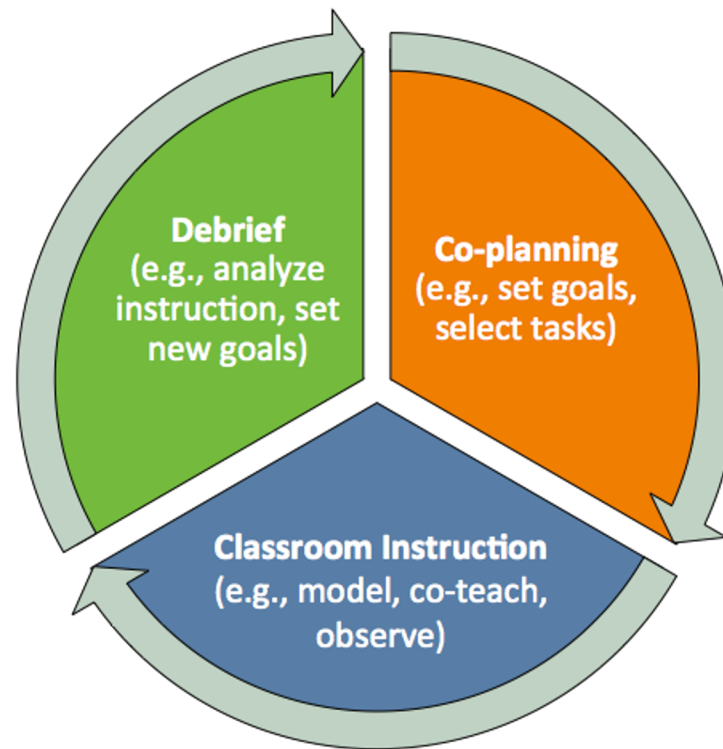 Debrief
(e.g., analyze
instruction, set
new goals)
Co-planning
(e.g., set goals,
select tasks)
Classroom Instruction
(e.g., model, co-teach,
observe)